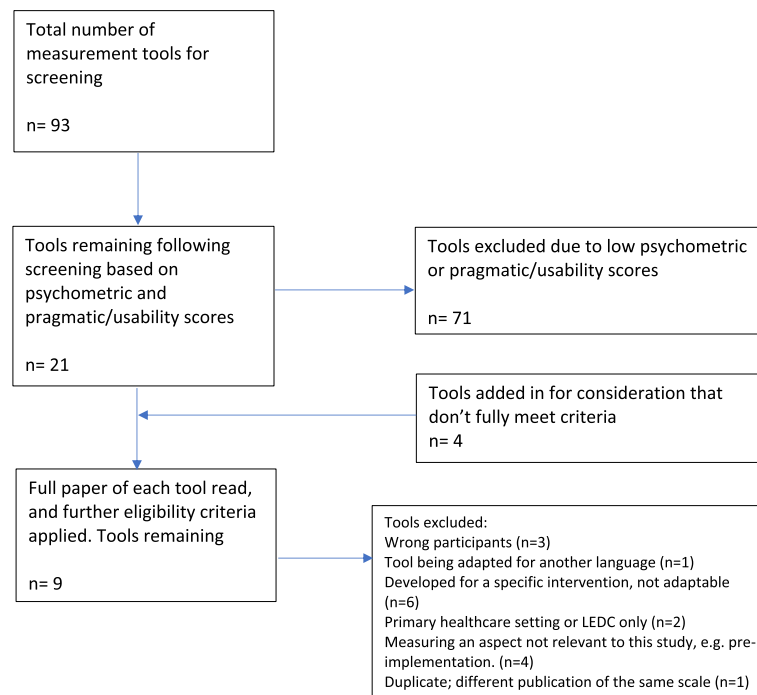 Total number of
measurement tools for
screening
n= 93
Tools remaining following
screening based on
psychometric and
pragmatic/usability scores
n= 21
Tools excluded due to low psychometric
or pragmatic/usability scores
n= 71
Tools added in for consideration that
don't fully meet criteria
n= 4
Full paper of each tool read,
and further eligibility criteria
applied. Tools remaining
n= 9
Tools excluded:
Wrong participants (n=3)
Tool being adapted for another language (n=1)
Developed for a specific intervention, not adaptable
(n=6)
Primary healthcare setting or LEDC only (n=2)
Measuring an aspect not relevant to this study, e.g. pre-
implementation. (n=4)
Duplicate; different publication of the same scale (n=1)